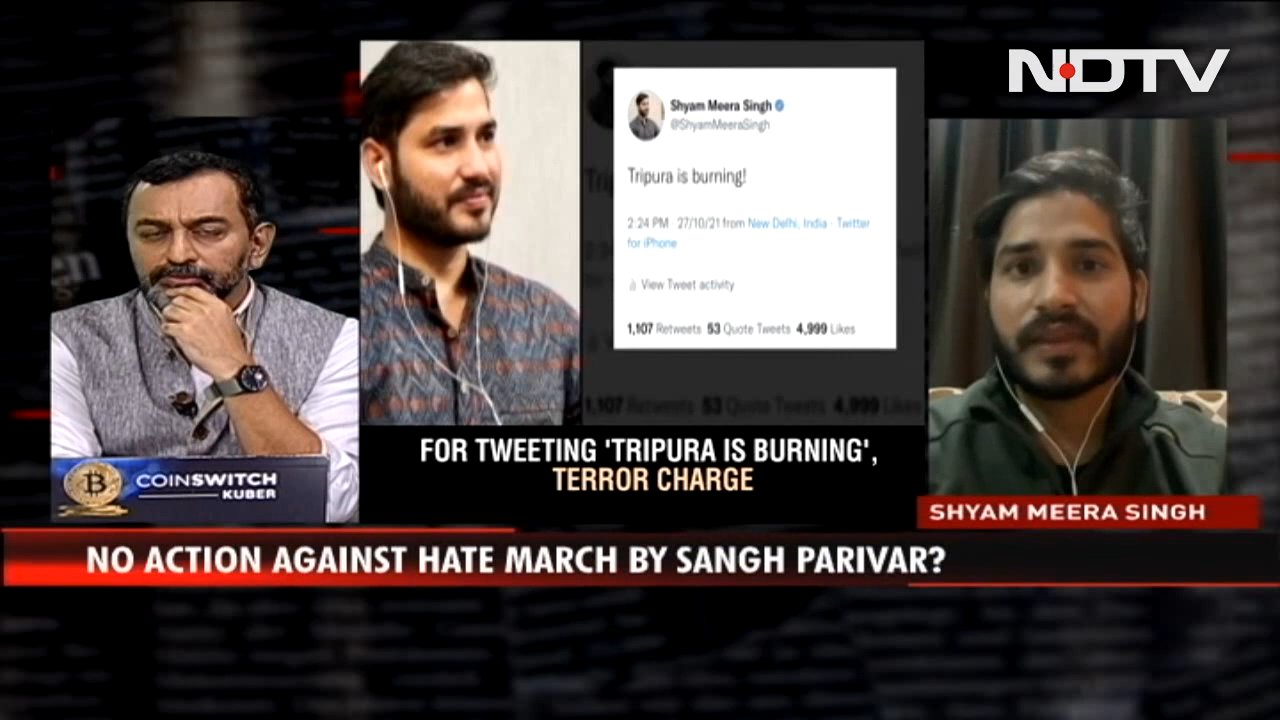 NDTV
Shyam Meera Singh
@ShyamMeeraSingh
Tripura is burning!
2:24 PM · 27/10/21 from New Delhi, India · Twitter
for iPhone
View Tweet activity
1,107 Retweets 53 Quote Tweets 4,999 Likes
1,107 Retweets 53 Quote Tweets 4,999 Likes
FOR TWEETING 'TRIPURA IS BURNING',
TERROR CHARGE
COINSWITCH
KUBER
SHYAM MEERA SINGH
NO ACTION AGAINST HATE MARCH BY SANGH PARIVAR?